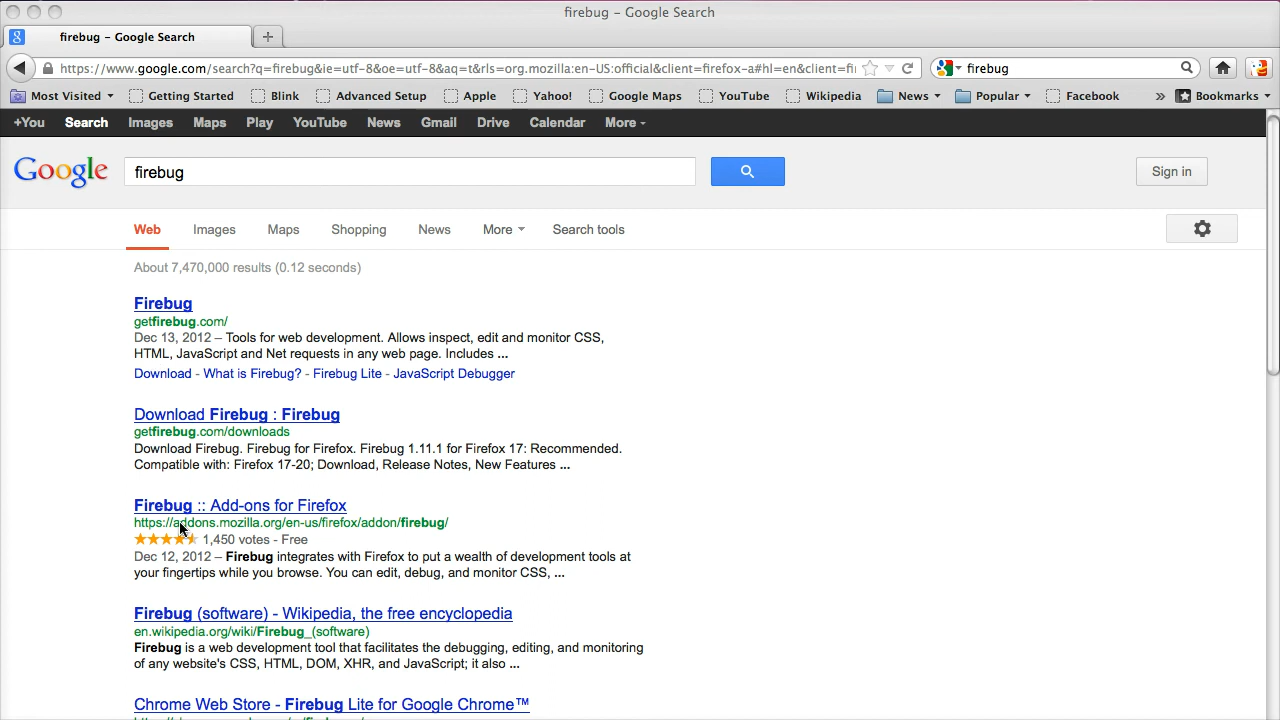 firebug - Google Search
firebug - Google Search
https://www.google.com/search?q=firebug&ie=utf-8&oe=utf-8&aq=t&rls=org.mozilla:en-US:official&client=firefox-a#hl=en&client=fi
firebug
Most Visited
Getting Started
Blink
Advanced Setup
Apple
Yahoo!
Google Maps
YouTube
Wikipedia
News
Popular
Facebook
»
Bookmarks
+You Search Images Maps Play YouTube News Gmail Drive Calendar More
Google
firebug
Sign in
Web Images Maps Shopping News More Search tools
About 7,470,000 results (0.12 seconds)
Firebug
getfirebug.com/
Dec 13, 2012 – Tools for web development. Allows inspect, edit and monitor CSS,
HTML, JavaScript and Net requests in any web page. Includes ...
Download - What is Firebug? - Firebug Lite - JavaScript Debugger
Download Firebug : Firebug
getfirebug.com/downloads
Download Firebug. Firebug for Firefox. Firebug 1.11.1 for Firefox 17: Recommended.
Compatible with: Firefox 17-20; Download, Release Notes, New Features ...
Firebug :: Add-ons for Firefox
https://addons.mozilla.org/en-us/firefox/addon/firebug/
1,450 votes - Free
Dec 12, 2012 – Firebug integrates with Firefox to put a wealth of development tools at
your fingertips while you browse. You can edit, debug, and monitor CSS, ...
Firebug (software) - Wikipedia, the free encyclopedia
en.wikipedia.org/wiki/Firebug_(software)
Firebug is a web development tool that facilitates the debugging, editing, and monitoring
of any website's CSS, HTML, DOM, XHR, and JavaScript; it also ...
Chrome Web Store - Firebug Lite for Google Chrome™